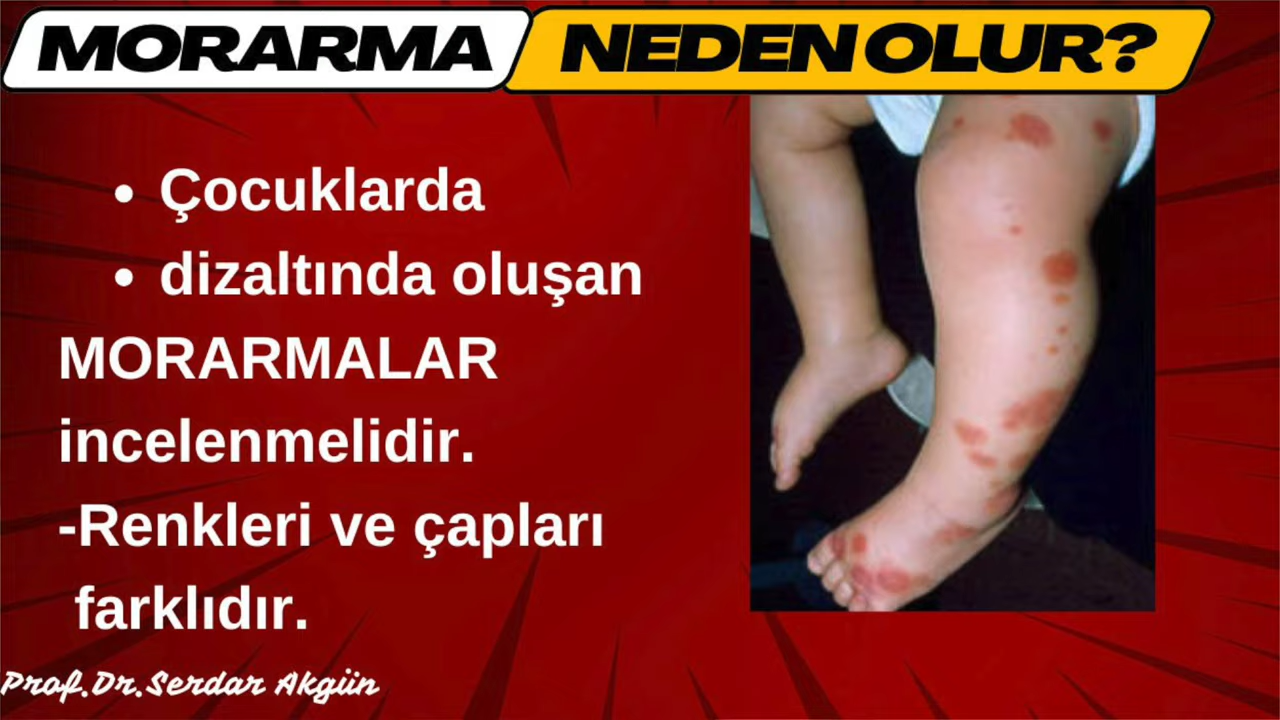 MORARMA NEDEN OLUR?
• Çocuklarda
• dizaltında oluşan
MORARMALAR
incelenmelidir.
-Renkleri ve çapları
farklıdır.
Prof.Dr.Serdar Akgün